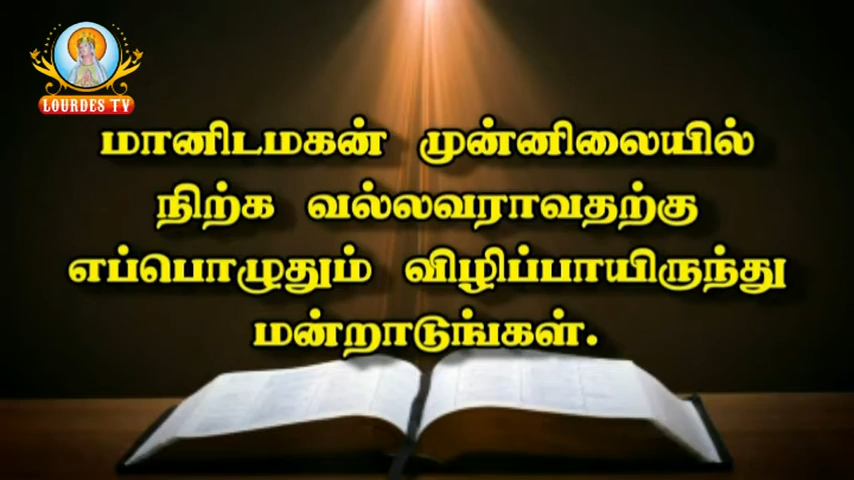 LOURDES TV
மானிடமகன் முன்னிலையில்
நிற்க வல்லவராவதற்கு
எப்பொழுதும் விழிப்பாயிருந்து
மன்றாடுங்கள்.